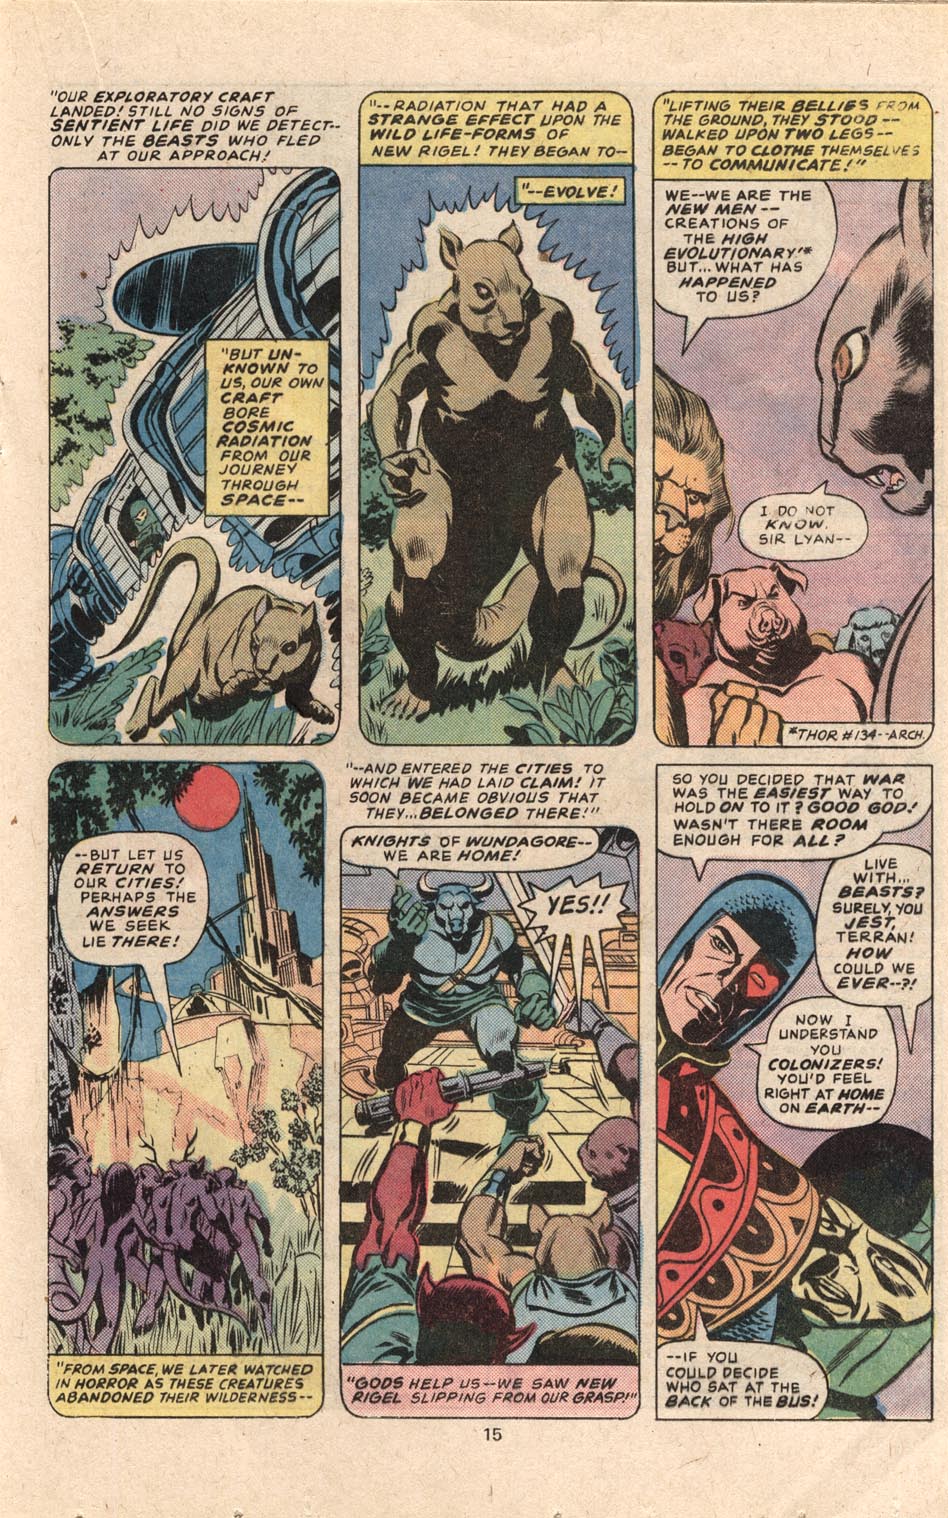 "OUR EXPLORATORY CRAFT
LANDED! STILL NO SIGNS OF
SENTIENT LIFE DID WE DETECT--
ONLY THE BEASTS WHO FLED
AT OUR APPROACH!
"BUT UN-
KNOWN TO
US, OUR OWN
CRAFT
BORE
COSMIC
RADIATION
FROM OUR
JOURNEY
THROUGH
SPACE--
"-- RADIATION THAT HAD A
STRANGE EFFECT UPON THE
WILD LIFE-FORMS OF
NEW RIGEL! THEY BEGAN TO--
"--EVOLVE!
"LIFTING THEIR BELLIES FROM
THE GROUND, THEY STOOD--
WALKED UPON TWO LEGS--
BEGAN TO CLOTHE THEMSELVES
-- TO COMMUNICATE!"
WE--WE ARE THE
NEW MEN --
CREATIONS OF
THE HIGH
EVOLUTIONARY!*
BUT... WHAT HAS
HAPPENED
TO US?
I DO NOT
KNOW,
SIR LYAN--
*THOR #134--ARCH.
--BUT LET US
RETURN TO
OUR CITIES!
PERHAPS THE
ANSWERS
WE SEEK
LIE THERE!
"FROM SPACE, WE LATER WATCHED
IN HORROR AS THESE CREATURES
ABANDONED THEIR WILDERNESS--
"--AND ENTERED THE CITIES TO
WHICH WE HAD LAID CLAIM! IT
SOON BECAME OBVIOUS THAT
THEY...BELONGED THERE!"
KNIGHTS OF WUNDAGORE--
WE ARE HOME!
YES!!
"GODS HELP US--WE SAW NEW
RIGEL SLIPPING FROM OUR GRASP!"
SO YOU DECIDED THAT WAR
WAS THE EASIEST WAY TO
HOLD ON TO IT? GOOD GOD!
WASN'T THERE ROOM
ENOUGH FOR ALL?
LIVE
WITH...
BEASTS?
SURELY, YOU
JEST,
TERRAN!
HOW
COULD WE
EVER--?!
NOW I
UNDERSTAND
YOU
COLONIZERS!
YOU'D FEEL
RIGHT AT HOME
ON EARTH--
--IF YOU
COULD DECIDE
WHO SAT AT THE
BACK OF THE BUS!
15